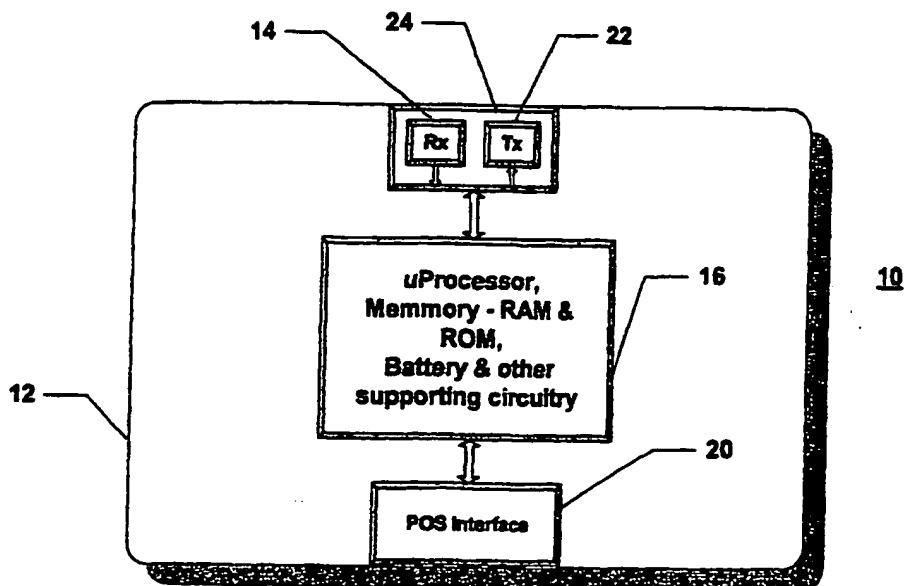 14
24
22
Rx
Tx
uProcessor,
Memmory - RAM &
ROM,
Battery & other
supporting circuitry
16
10
12
20
POS Interface